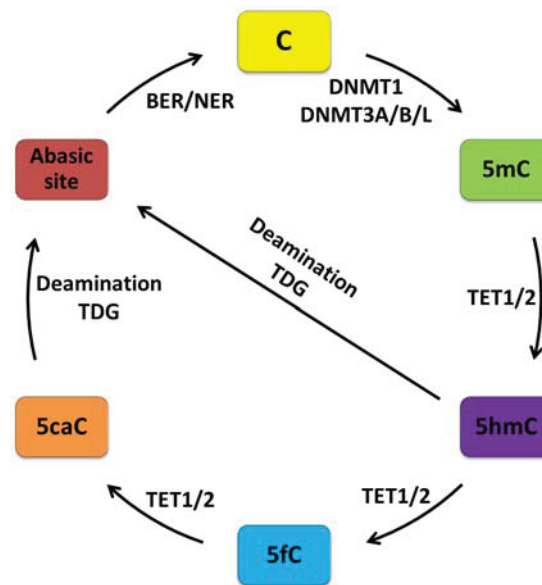 C
DNMT1
DNMT3A/B/L
BER/NER
Abasic
site
5mC
Deamination
TDG
Deamination
TDG
TET1/2
5caC
5hmC
TET1/2
TET1/2
5fC